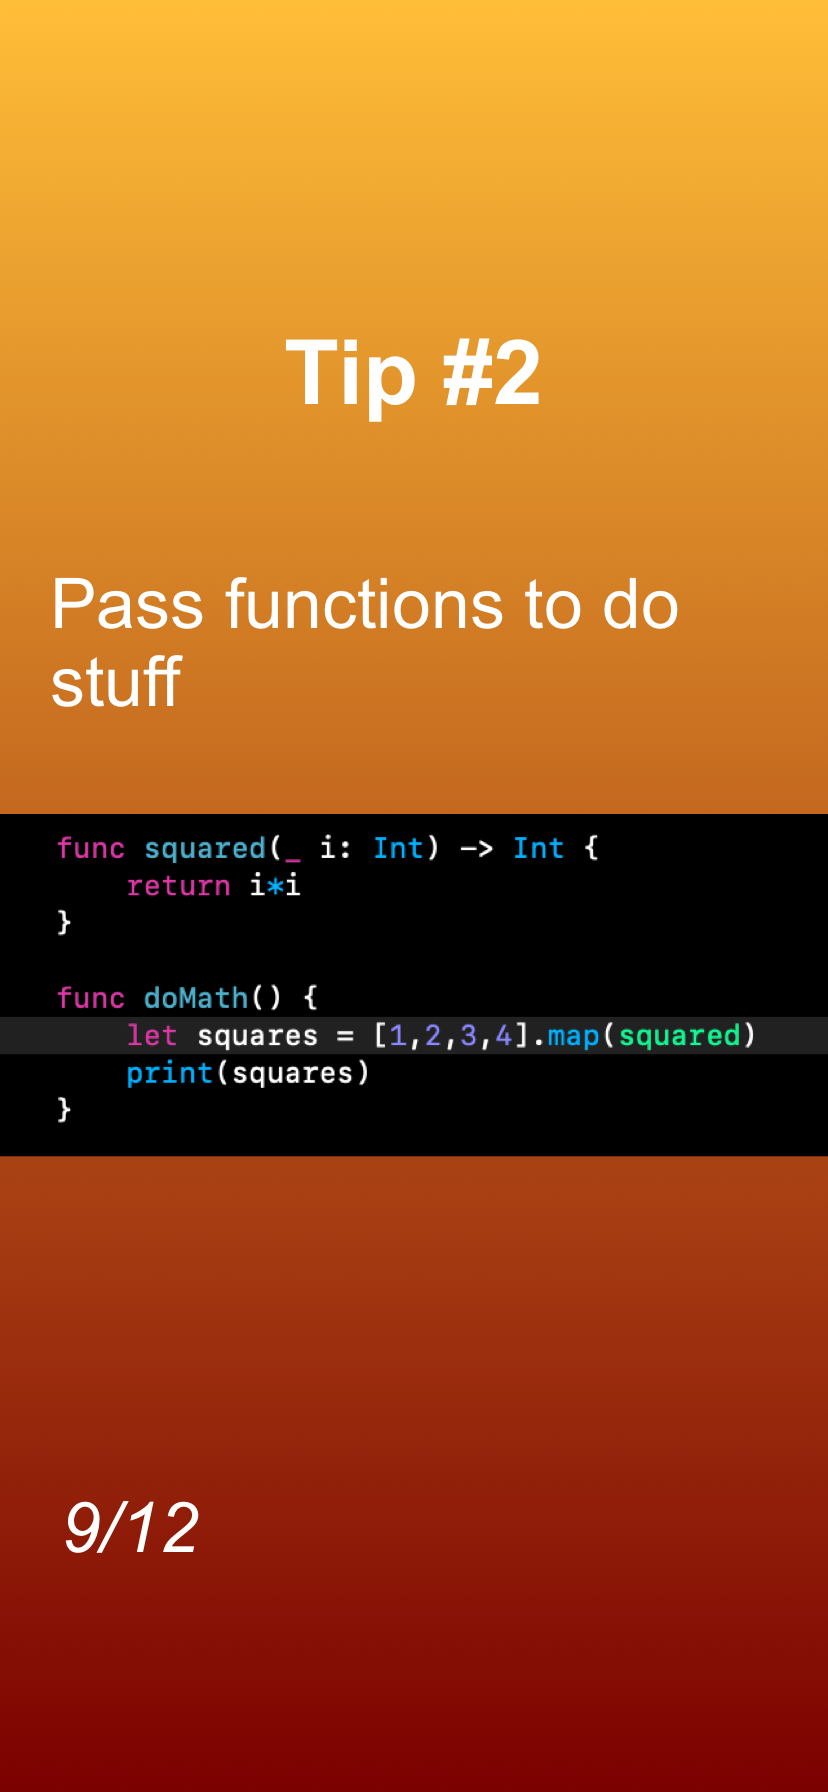 Tip #2
Pass functions to do
stuff
func squared(_ i: Int) -> Int {
    return i*i
}
func doMath() {
    let squares = [1,2,3,4].map(squared)
    print(squares)
}
9/12